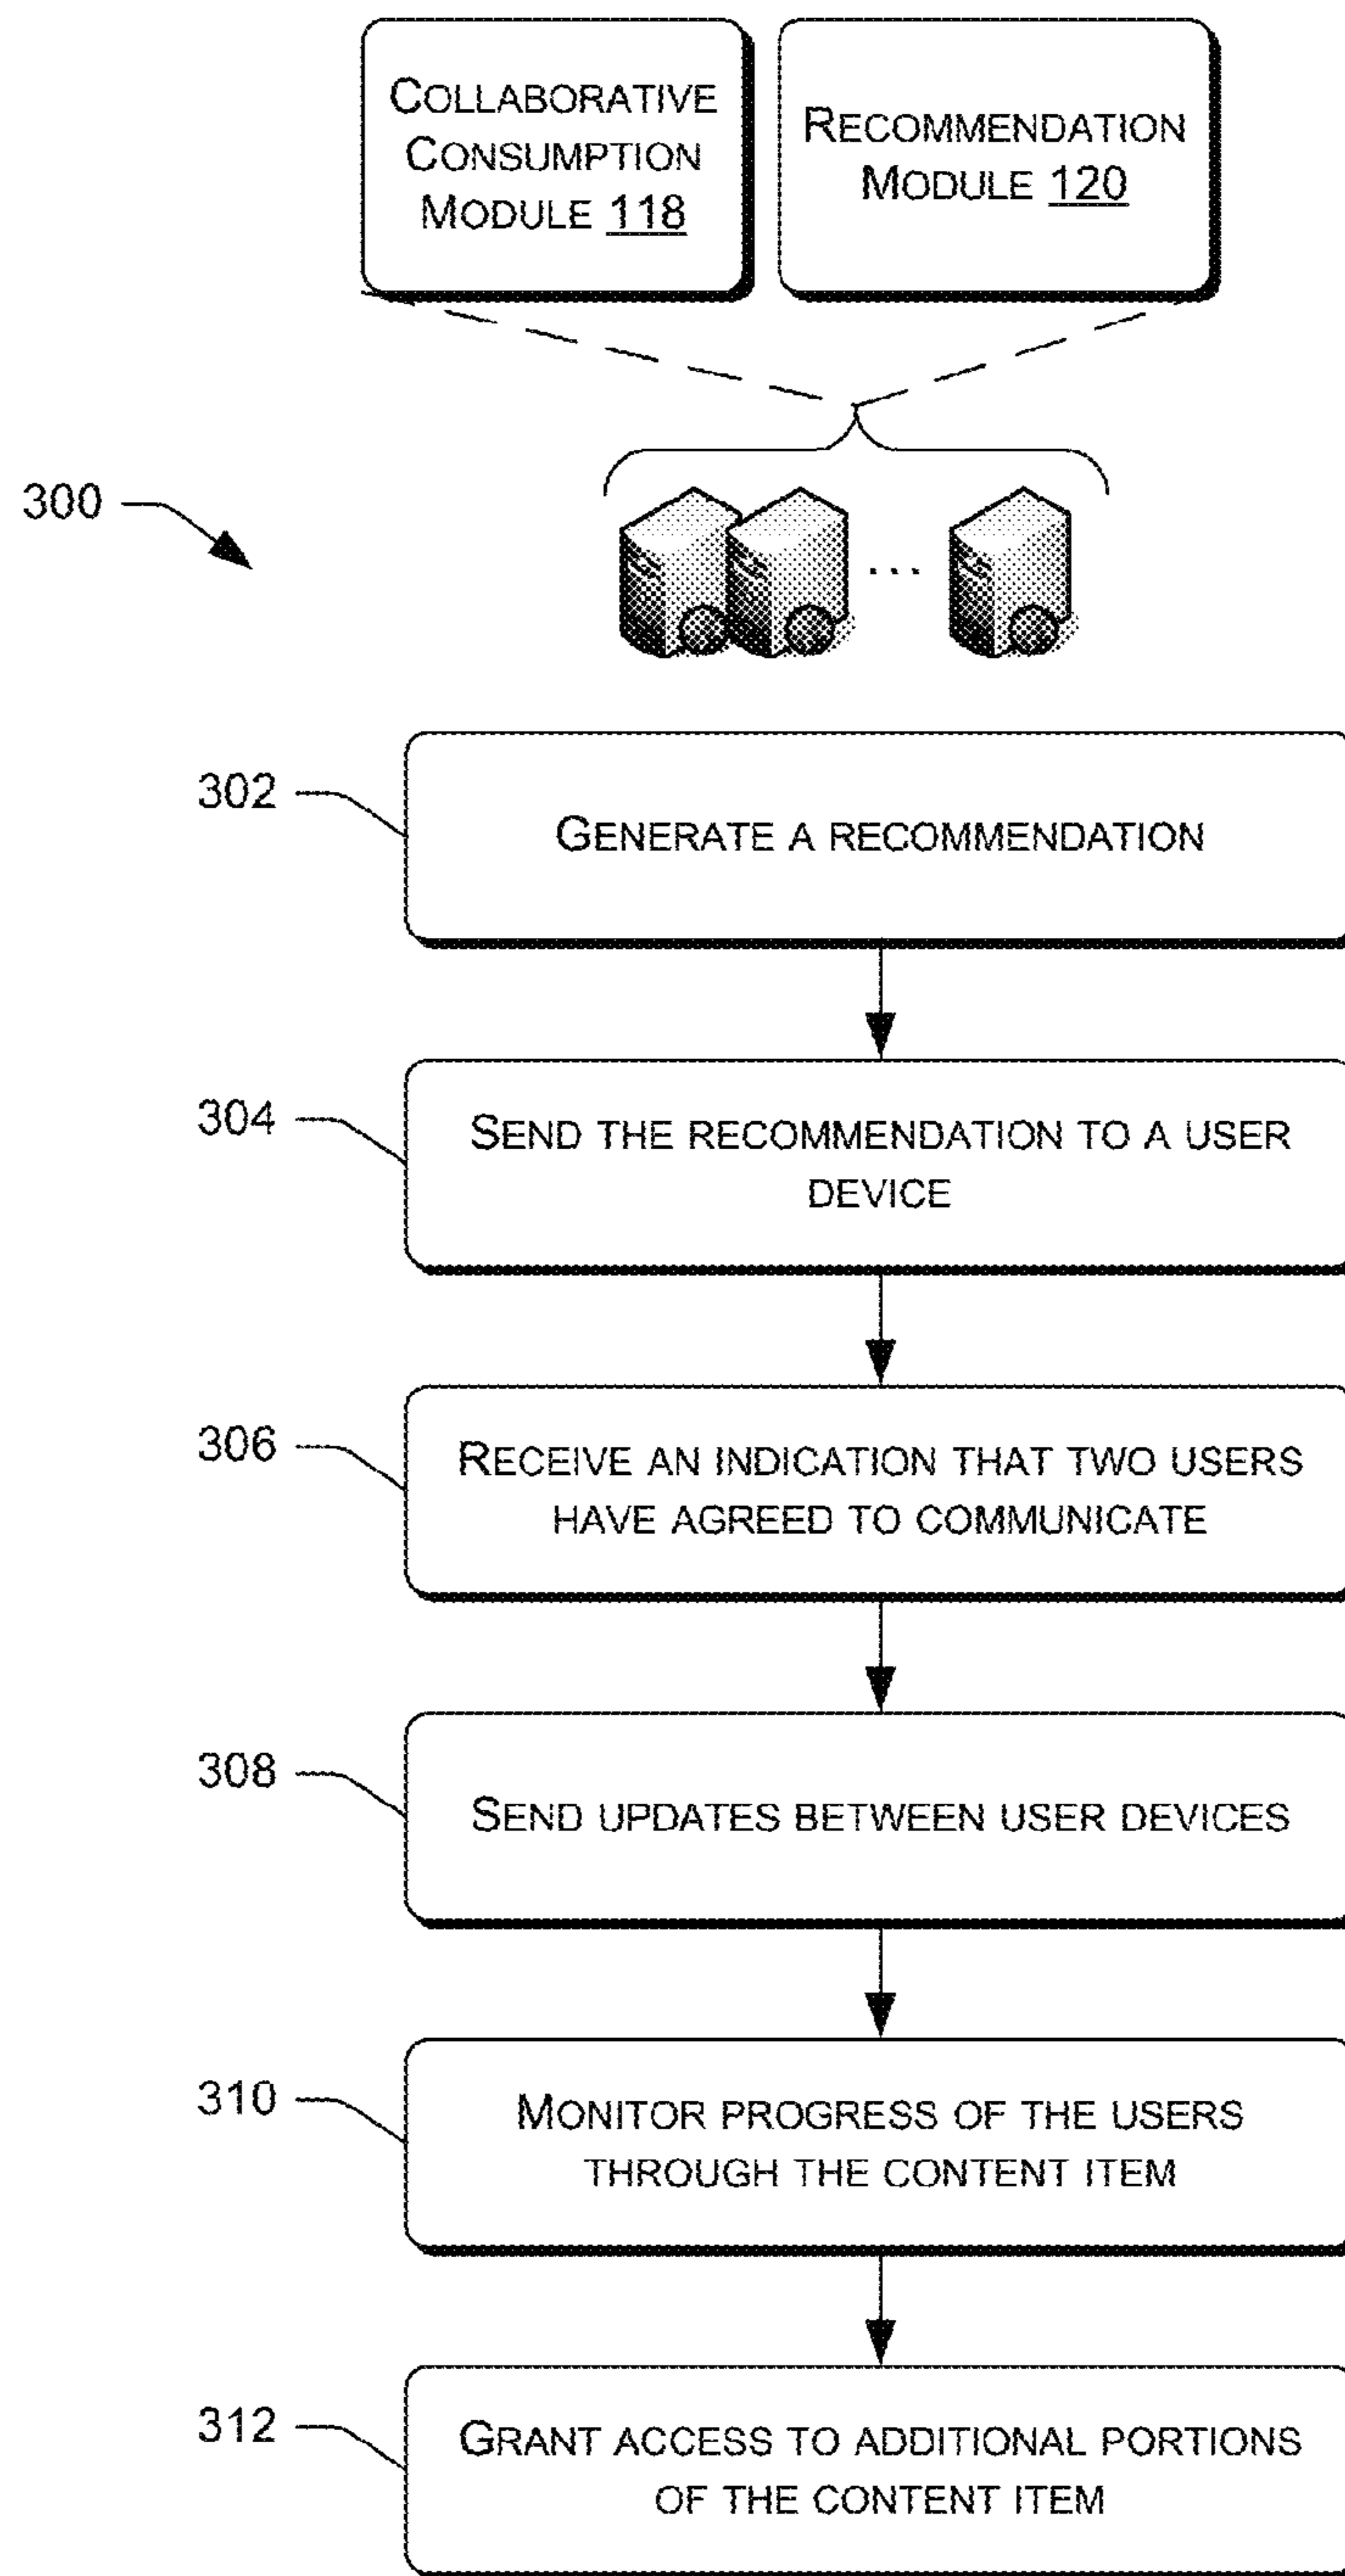 COLLABORATIVE
CONSUMPTION
MODULE 118
RECOMMENDATION
MODULE 120
300
...
302
GENERATE A RECOMMENDATION
304
SEND THE RECOMMENDATION TO A USER
DEVICE
306
RECEIVE AN INDICATION THAT TWO USERS
HAVE AGREED TO COMMUNICATE
308
SEND UPDATES BETWEEN USER DEVICES
310
MONITOR PROGRESS OF THE USERS
THROUGH THE CONTENT ITEM
312
GRANT ACCESS TO ADDITIONAL PORTIONS
OF THE CONTENT ITEM